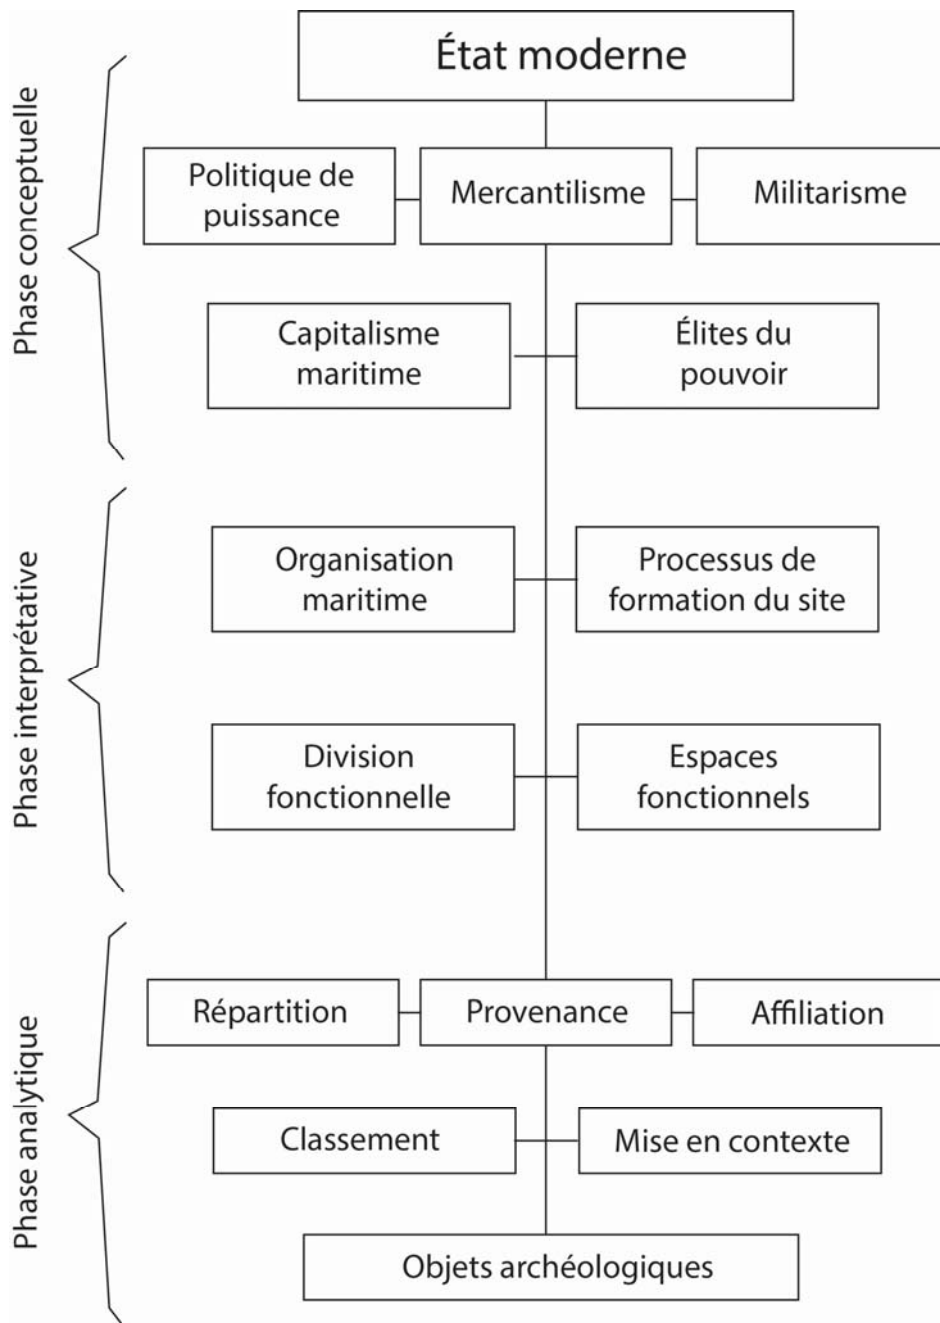 État moderne
Phase conceptuelle
Politique de
puissance
Mercantilisme
Militarisme
Capitalisme
maritime
Élites du
pouvoir
Phase interprétative
Organisation
maritime
Processus de
formation du site
Division
fonctionnelle
Espaces
fonctionnels
Phase analytique
Répartition
Provenance
Affiliation
Classement
Mise en contexte
Objets archéologiques